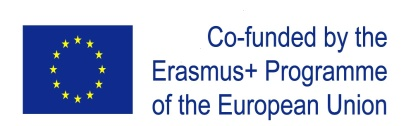 Co-funded by the
Erasmus+ Programme
of the European Union